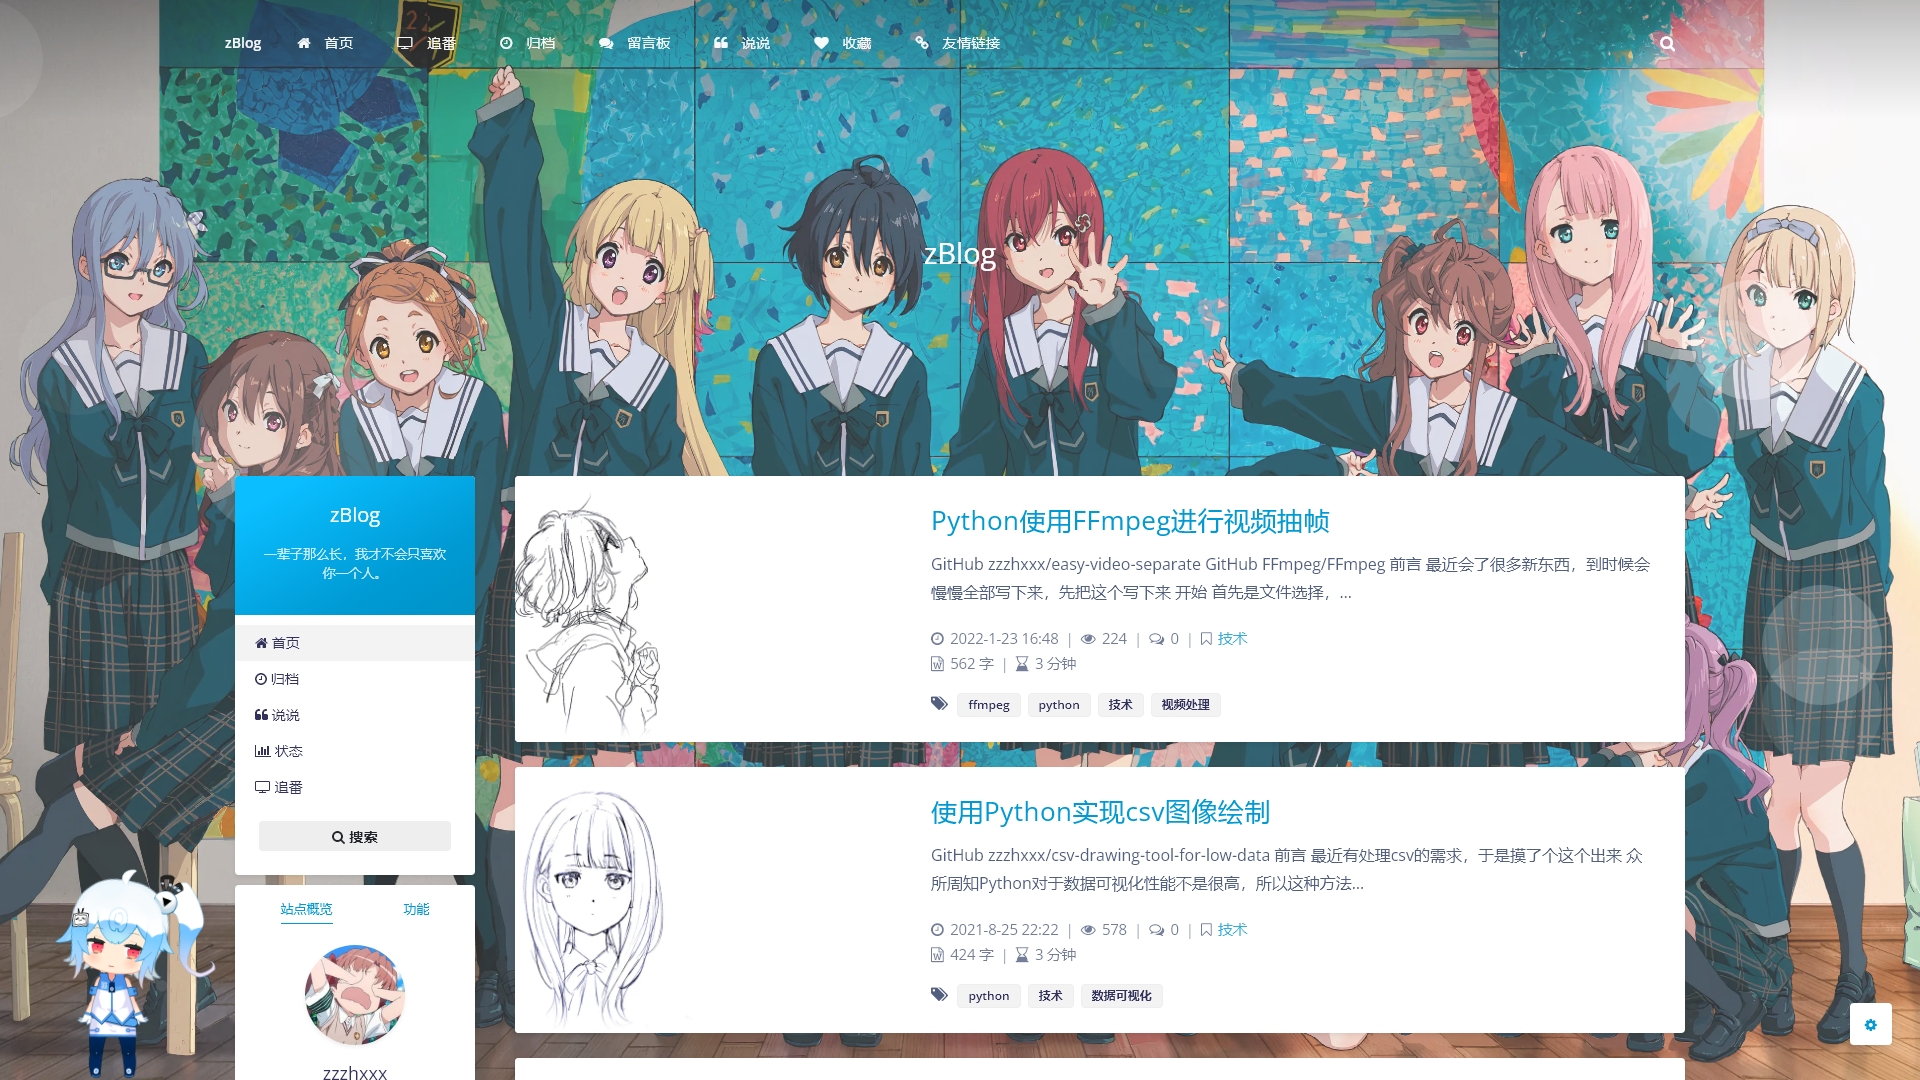 zBlog 首页 追番 归档 留言板 说说 收藏 友情链接
zBlog
zBlog
一辈子那么长，我才不会只喜欢
你一个人。
首页
归档
说说
状态
追番
搜索
站点概览 功能
zzzhxxx
Python使用FFmpeg进行视频抽帧
GitHub zzzhxxx/easy-video-separate GitHub FFmpeg/FFmpeg 前言 最近会了很多新东西，到时候会
慢慢全部写下来，先把这个写下来 开始 首先是文件选择，...
2022-1-23 16:48 | 224 | 0 | 技术
562 字 | 3 分钟
ffmpeg python 技术 视频处理
使用Python实现csv图像绘制
GitHub zzzhxxx/csv-drawing-tool-for-low-data 前言 最近有处理csv的需求，于是摸了个这个出来 众
所周知Python对于数据可视化性能不是很高，所以这种方法...
2021-8-25 22:22 | 578 | 0 | 技术
424 字 | 3 分钟
python 技术 数据可视化